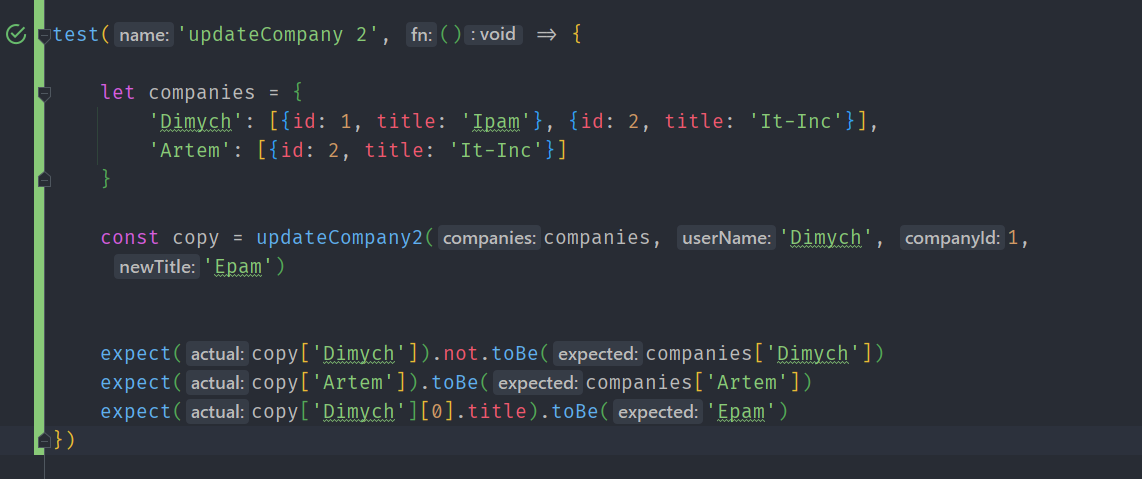 test( name: 'updateCompany 2', fn: () : void => {
let companies = {
'Dimych': [{id: 1, title: 'Ipam'}, {id: 2, title: 'It-Inc'}],
'Artem': [{id: 2, title: 'It-Inc'}]
}
const copy = updateCompany2( companies: companies, userName: 'Dimych', companyId: 1,
newTitle: 'Epam')
expect( actual: copy['Dimych']).not.toBe( expected: companies['Dimych'])
expect( actual: copy['Artem']).toBe( expected: companies['Artem'])
expect( actual: copy['Dimych'][0].title).toBe( expected: 'Epam')
})